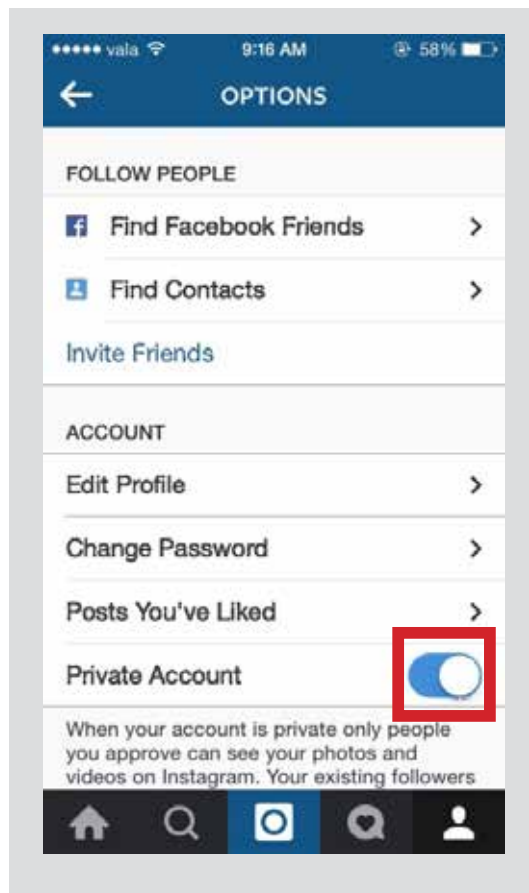 vala 9:16 AM 58%
OPTIONS
FOLLOW PEOPLE
Find Facebook Friends
Find Contacts
Invite Friends
ACCOUNT
Edit Profile
Change Password
Posts You've Liked
Private Account
When your account is private only people
you approve can see your photos and
videos on Instagram. Your existing followers